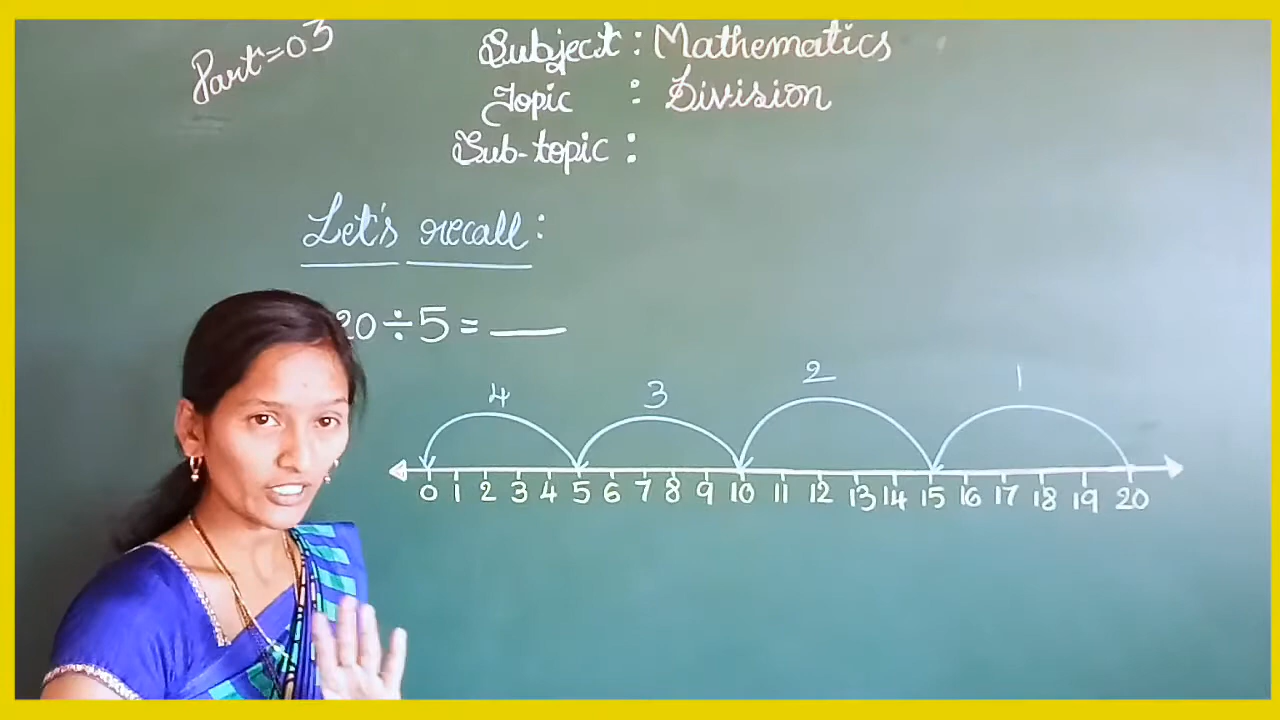 Part=03
Subject : Mathematics
Topic : Division
Sub-topic :
Let's recall :
20÷5=___
4 3 2 1
0 1 2 3 4 5 6 7 8 9 10 11 12 13 14 15 16 17 18 19 20